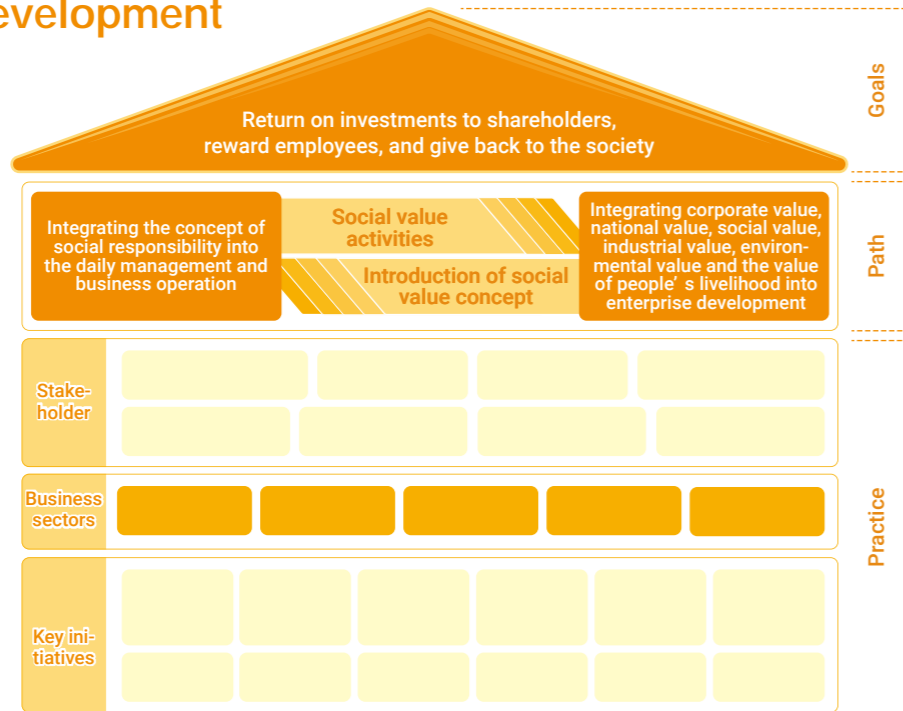 evelopment
Return on investments to shareholders,
reward employees, and give back to the society
Goals
Integrating the concept of
social responsibility into
the daily management and
business operation
Social value
activities
Introduction of social
value concept
Integrating corporate value,
national value, social value,
industrial value, environ-
mental value and the value
of people’ s livelihood into
enterprise development
Path
Stake-
holder
Business
sectors
Key ini-
tiatives
Practice